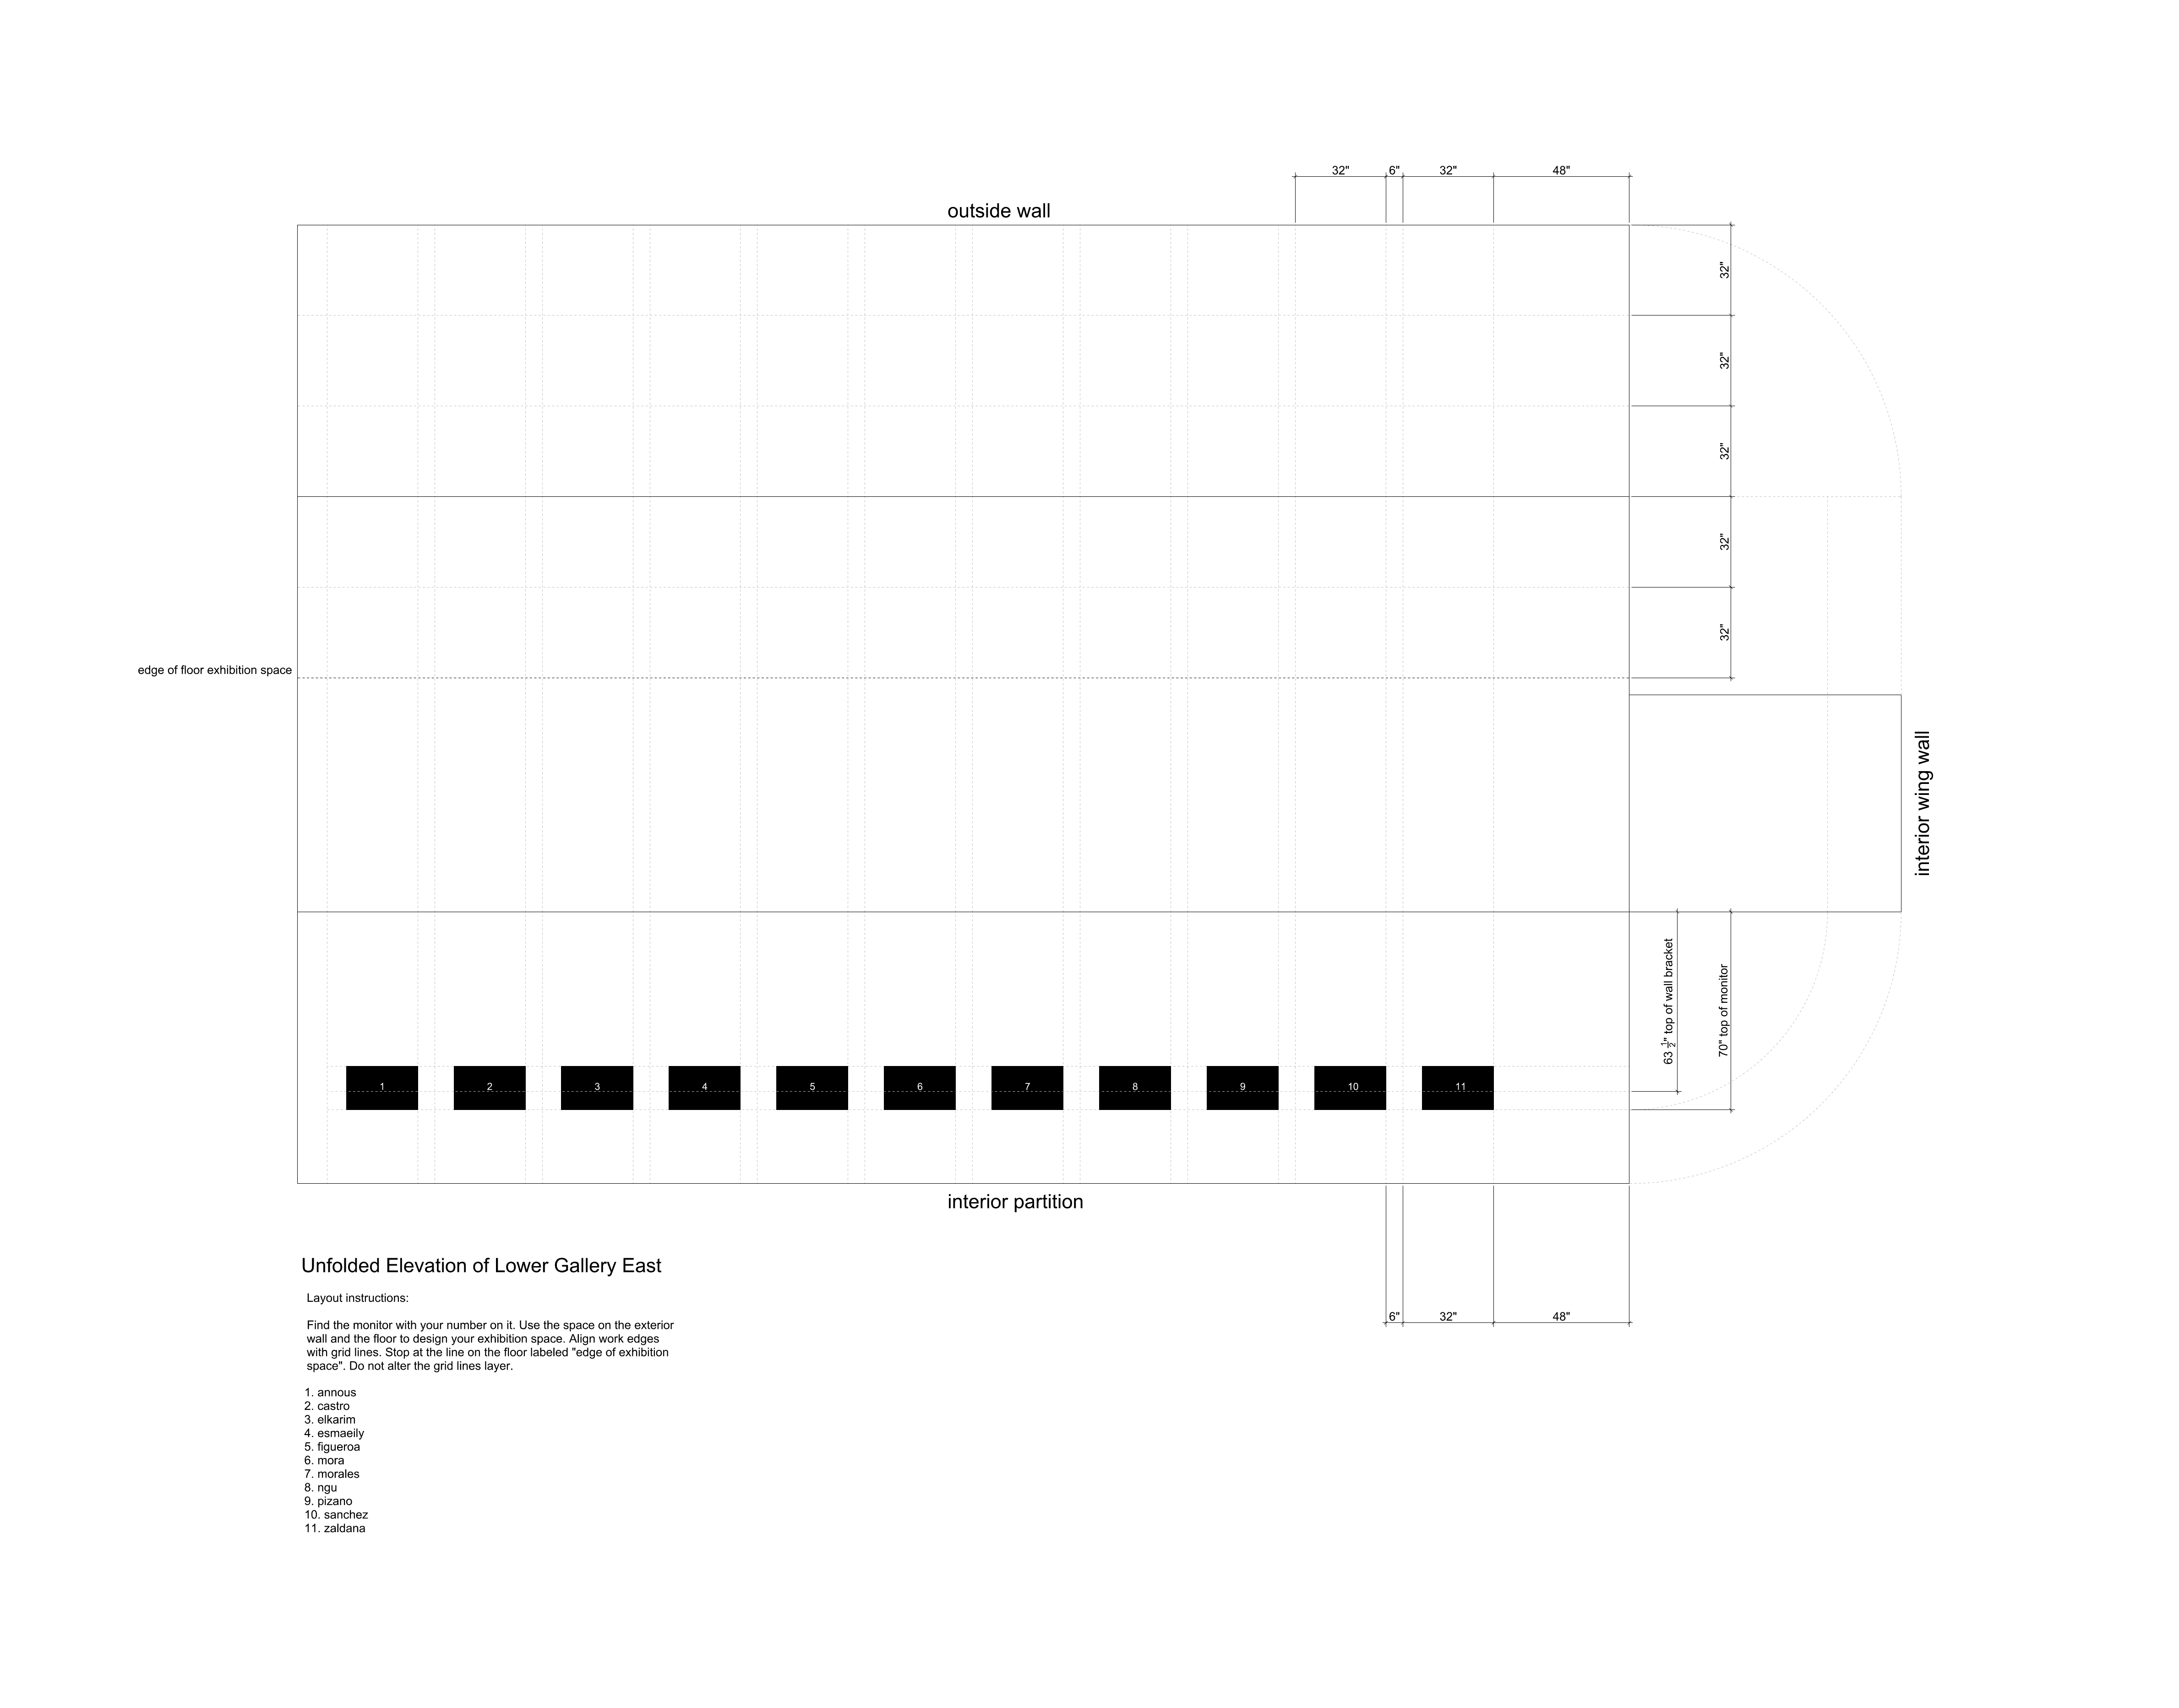 32"
6"
32"
48"
outside wall
32"
32"
32"
32"
32"
edge of floor exhibition space
interior wing wall
63 1/2" top of wall bracket
70" top of monitor
1
2
3
4
5
6
7
8
9
10
11
interior partition
6"
32"
48"
Unfolded Elevation of Lower Gallery East
Layout instructions:
Find the monitor with your number on it. Use the space on the exterior
wall and the floor to design your exhibition space. Align work edges
with grid lines. Stop at the line on the floor labeled "edge of exhibition
space". Do not alter the grid lines layer.
1. annous
2. castro
3. elkarim
4. esmaeily
5. figueroa
6. mora
7. morales
8. ngu
9. pizano
10. sanchez
11. zaldana